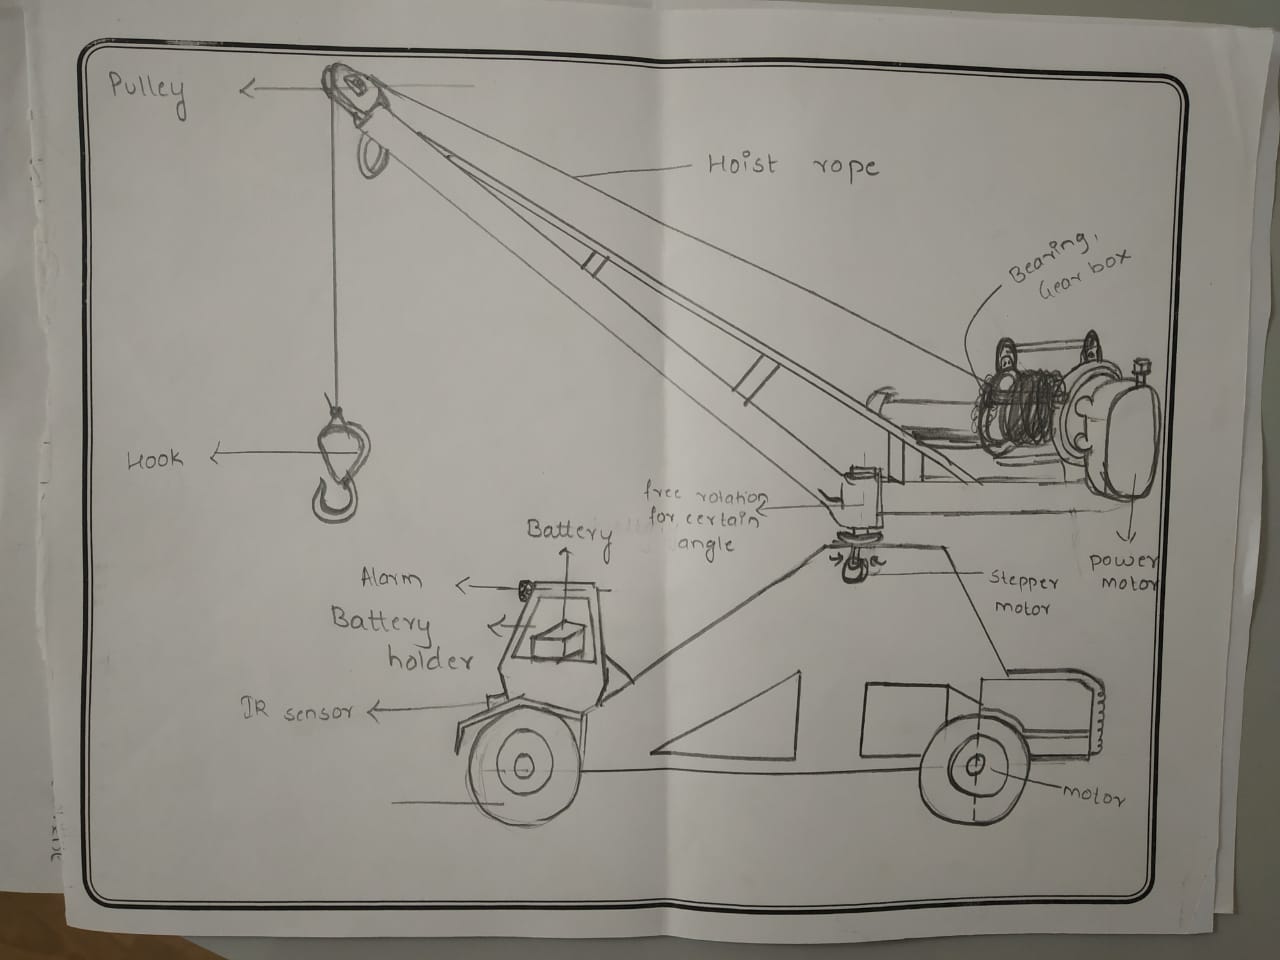 Pulley
Hoist rope
Bearing,
Gear box
Hook
free rotation
for certain
angle
Battery
power
motor
Alarm
Stepper
motor
Battery
holder
IR sensor
motor